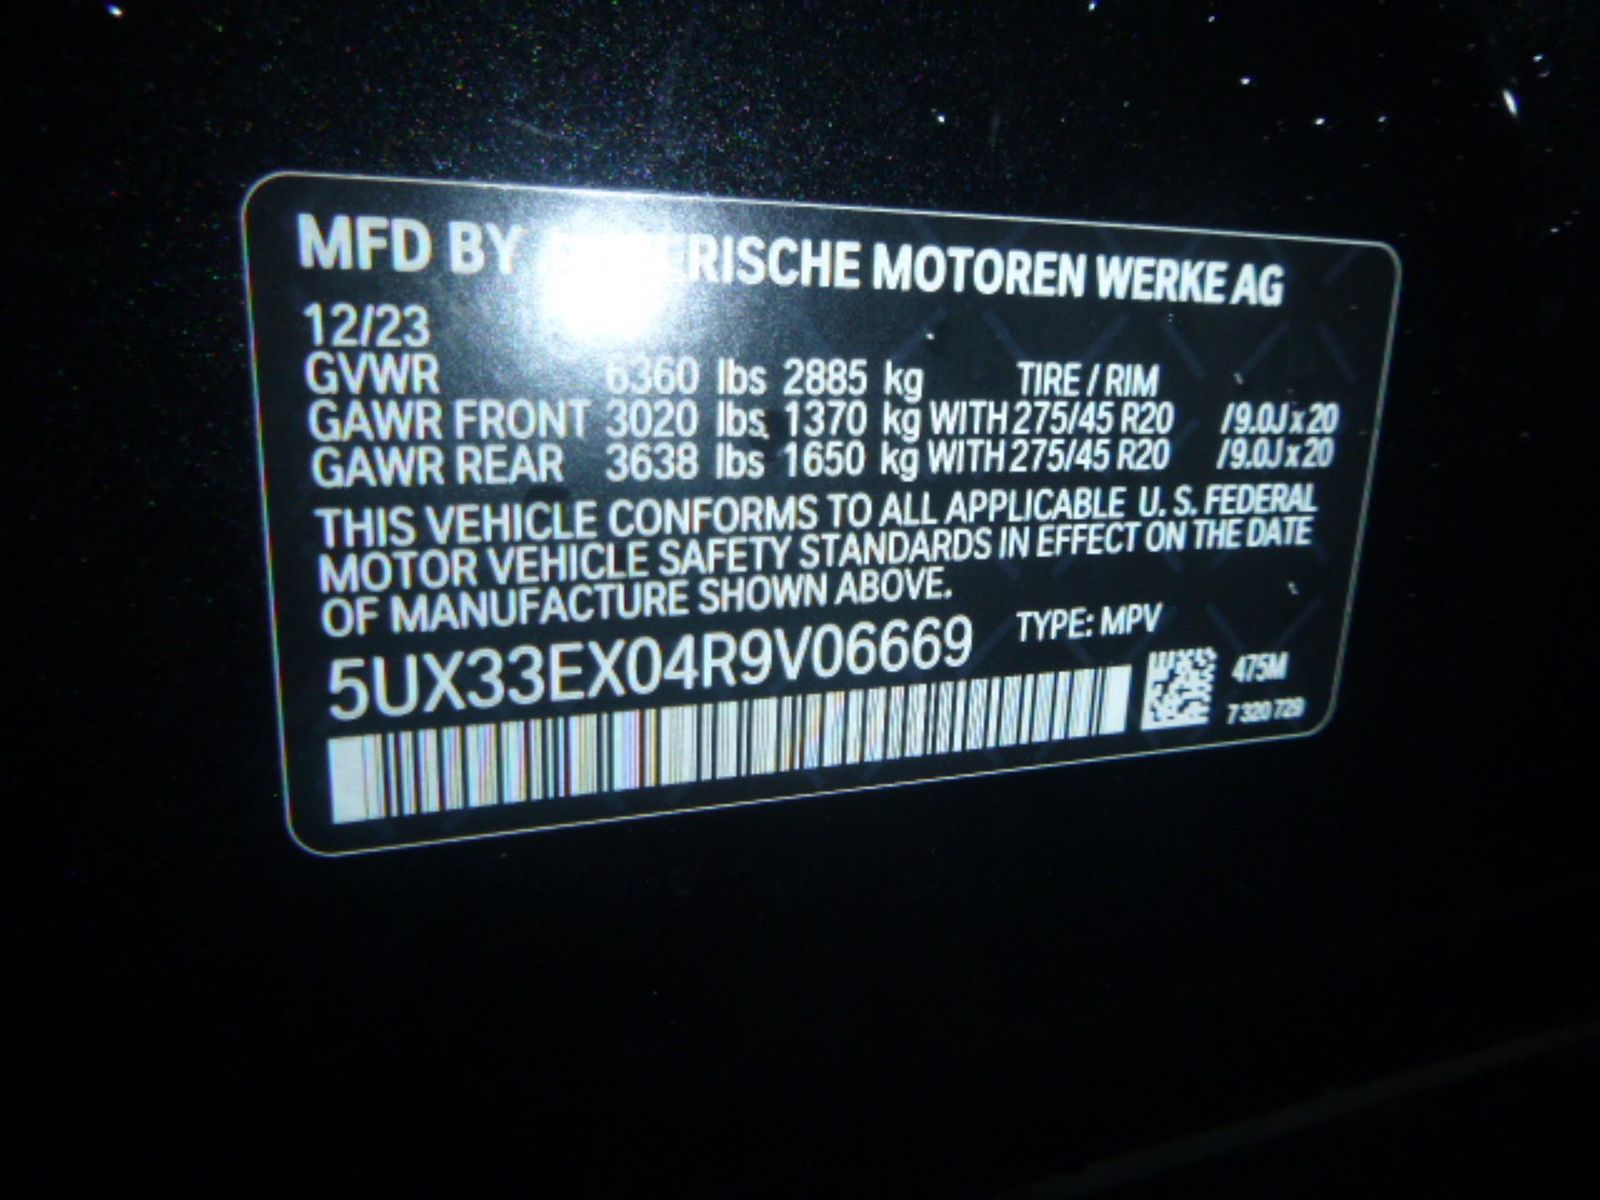 MFD BY BAYERISCHE MOTOREN WERKE AG
12/23
GVWR 6360 lbs 2885 kg TIRE / RIM
GAWR FRONT 3020 lbs 1370 kg WITH 275/45 R20 /9.0J x 20
GAWR REAR 3638 lbs 1650 kg WITH 275/45 R20 /9.0J x 20
THIS VEHICLE CONFORMS TO ALL APPLICABLE U. S. FEDERAL
MOTOR VEHICLE SAFETY STANDARDS IN EFFECT ON THE DATE
OF MANUFACTURE SHOWN ABOVE.
5UX33EX04R9V06669 TYPE: MPV
475M
7 320 729